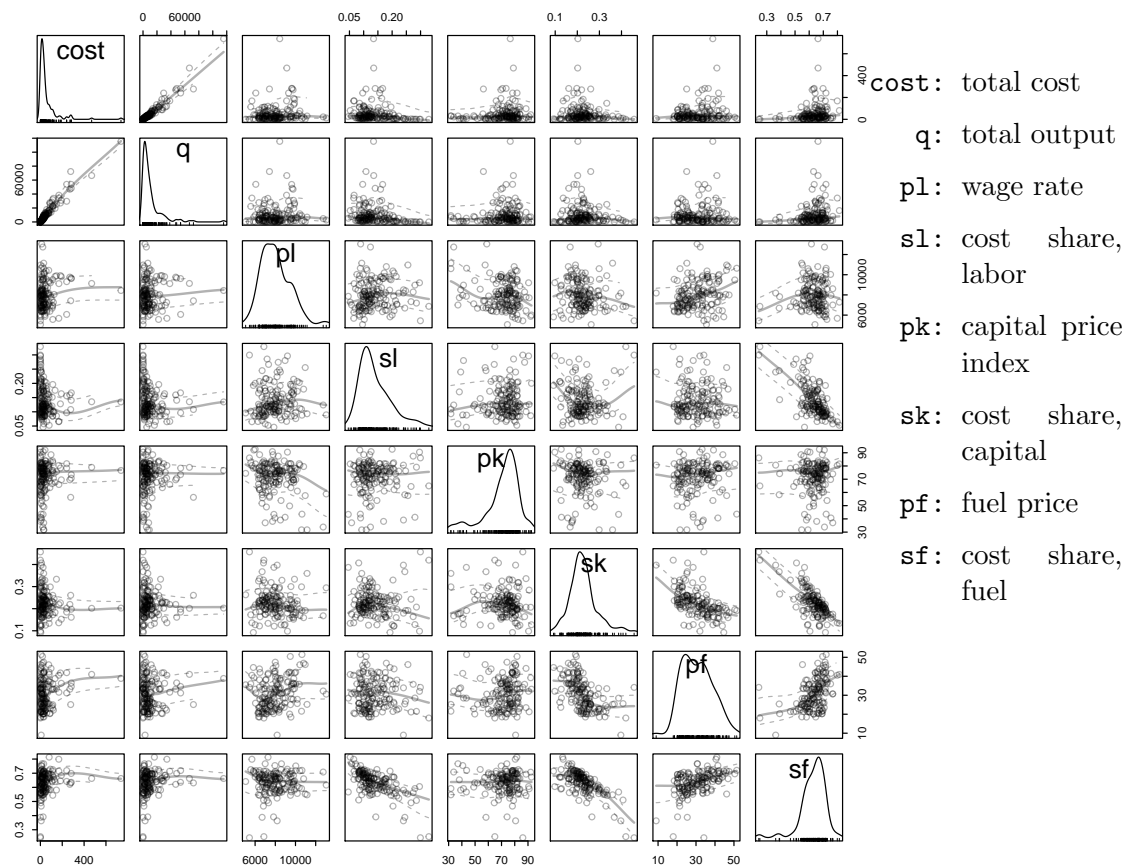 0 60000
0.05 0.20
0.1 0.3
0.3 0.5 0.7
cost
0 400
cost: total cost
0 60000
q
q: total output
pl
6000 10000
pl: wage rate
0.05 0.20
sl
sl: cost share,
labor
pk
30 50 70 90
pk: capital price
index
0.1 0.3
sk
sk: cost share,
capital
pf
10 30 50
pf: fuel price
0.3 0.5 0.7
sf
sf: cost share,
fuel
0 400
6000 10000
30 50 70 90
10 30 50